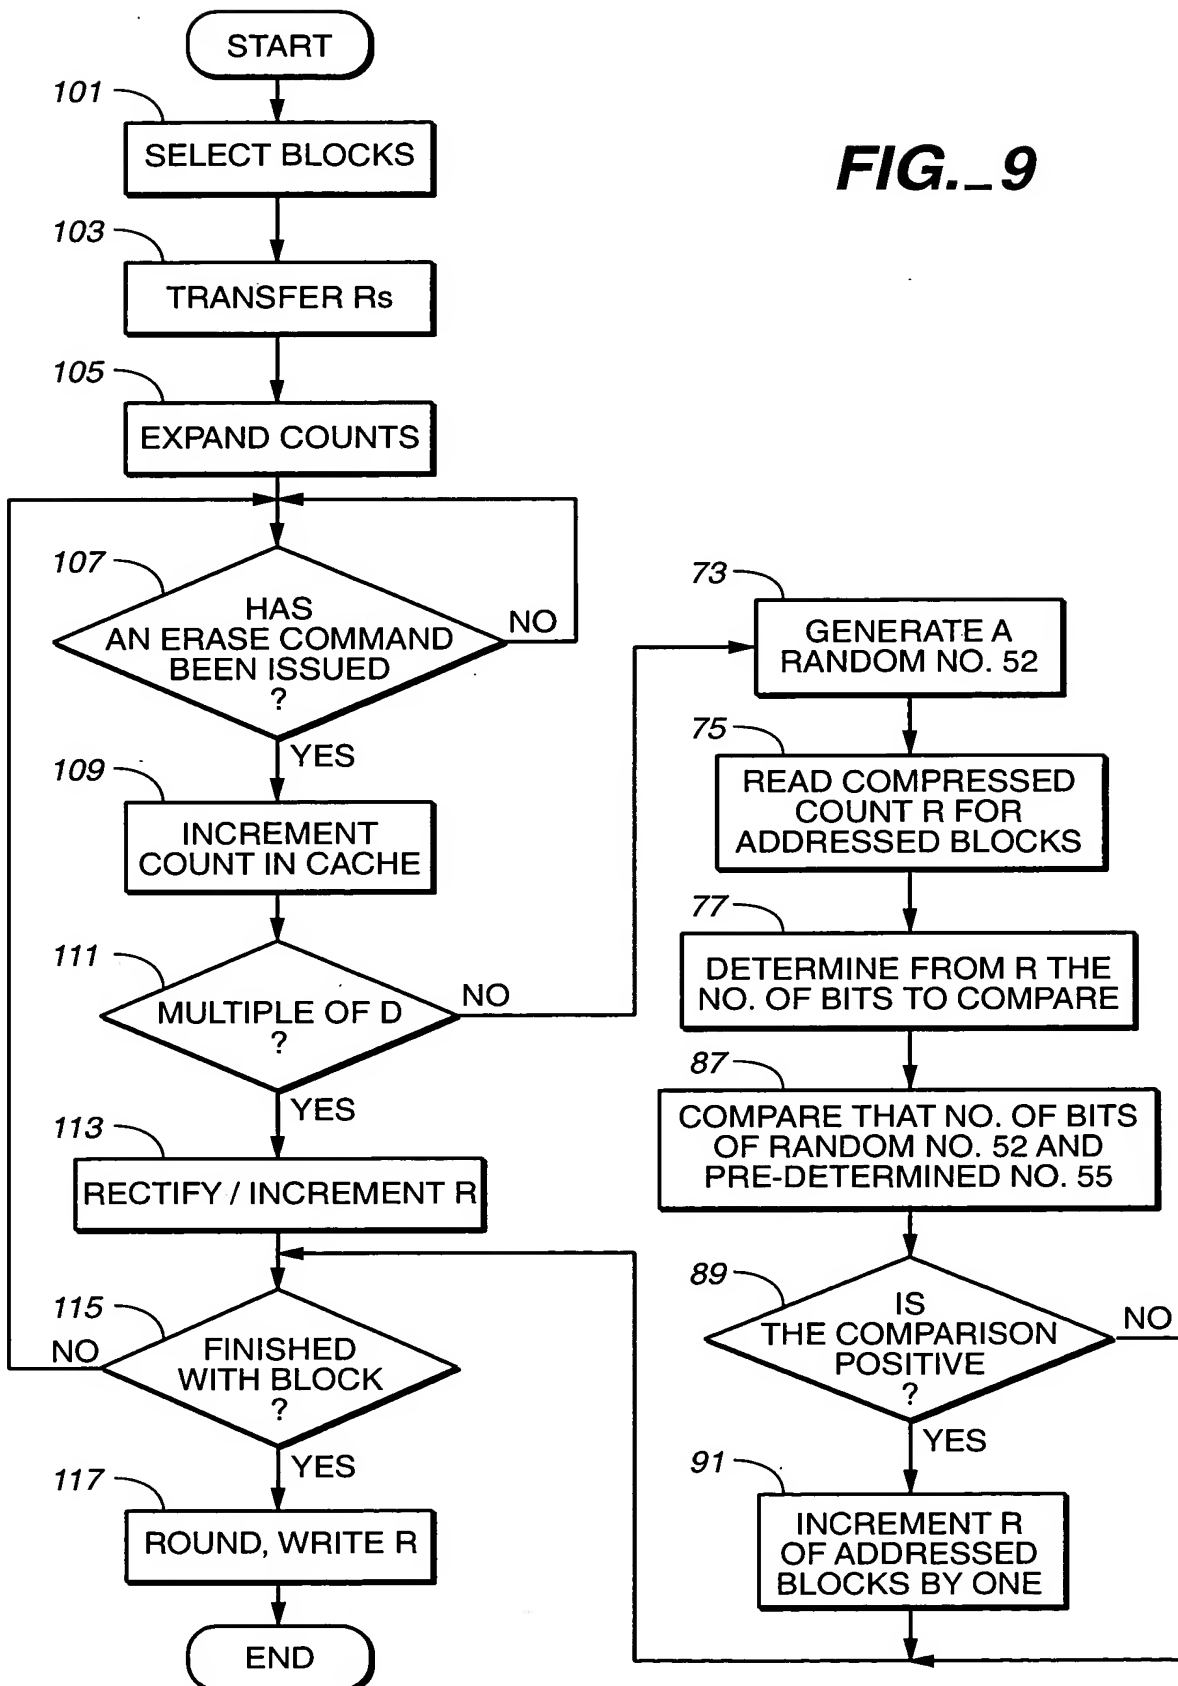 START
101
SELECT BLOCKS
FIG._9
103
TRANSFER Rs
105
EXPAND COUNTS
107
HAS
AN ERASE COMMAND
BEEN ISSUED
?
NO
YES
109
INCREMENT
COUNT IN CACHE
111
MULTIPLE OF D
?
NO
YES
113
RECTIFY / INCREMENT R
115
FINISHED
WITH BLOCK
?
NO
YES
117
ROUND, WRITE R
END
73
GENERATE A
RANDOM NO. 52
75
READ COMPRESSED
COUNT R FOR
ADDRESSED BLOCKS
77
DETERMINE FROM R THE
NO. OF BITS TO COMPARE
87
COMPARE THAT NO. OF BITS
OF RANDOM NO. 52 AND
PRE-DETERMINED NO. 55
89
IS
THE COMPARISON
POSITIVE
?
NO
YES
91
INCREMENT R
OF ADDRESSED
BLOCKS BY ONE